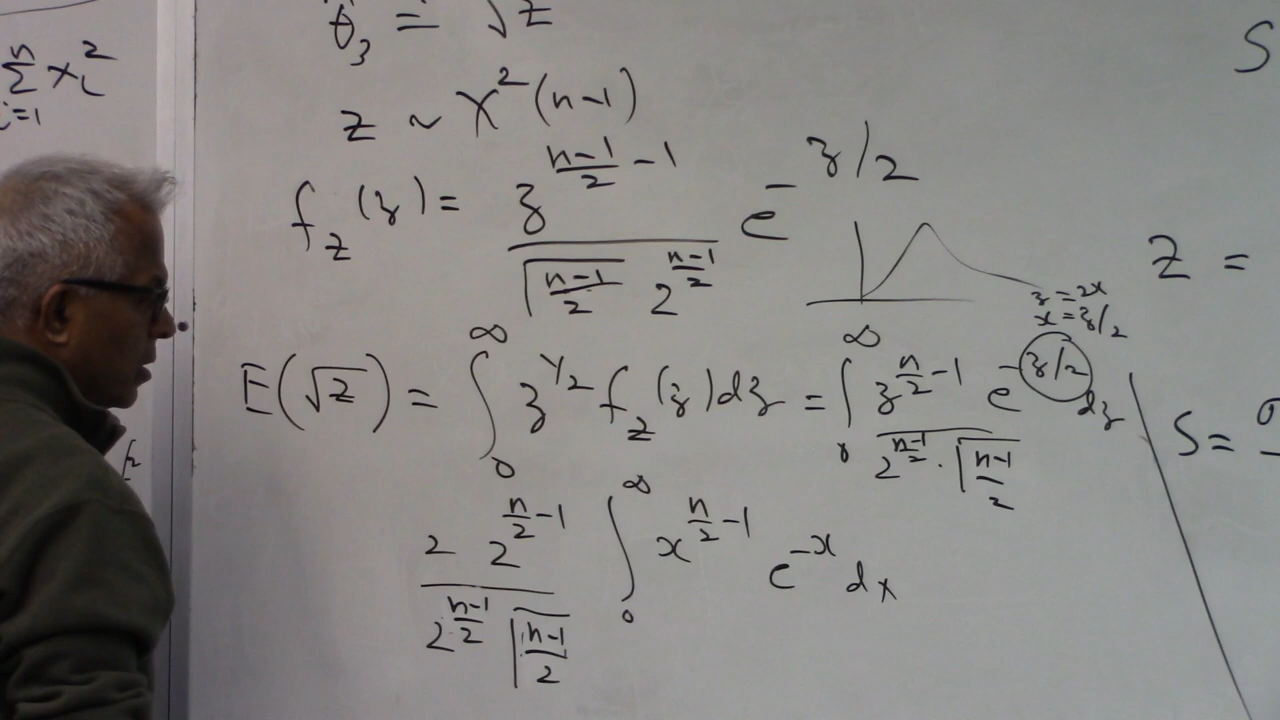 θ̂₃ = √Z
S
n
Σ xᵢ²
i=1
Z ~ χ²(n-1)
f_Z(z) = z^((n-1)/2 - 1) / (Γ((n-1)/2) 2^((n-1)/2)) e^(-z/2)
Z =
z = 2x
x = z/2
E(√Z) = ∫₀^∞ z^(1/2) f_Z(z) dz = ∫₀^∞ z^(n/2 - 1) e^(-z/2) dz / (2^((n-1)/2) · Γ((n-1)/2))
S =
2 2^(n/2 - 1) / (2^((n-1)/2) Γ((n-1)/2)) ∫₀^∞ x^(n/2 - 1) e^(-x) dx